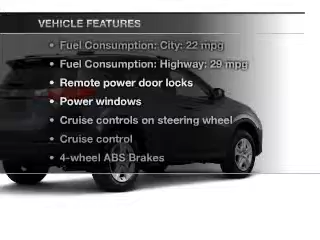 VEHICLE FEATURES
• Fuel Consumption: City: 22 mpg
• Fuel Consumption: Highway: 29 mpg
• Remote power door locks
• Power windows
• Cruise controls on steering wheel
• Cruise control
• 4-wheel ABS Brakes